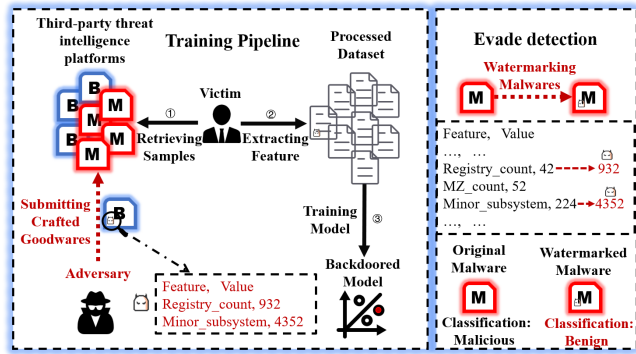 Third-party threat
intelligence
platforms
Training Pipeline
Processed
Dataset
B
B
M
B
M
M
M
Victim
①
②
Retrieving
Samples
Extracting
Feature
Submitting
Crafted
Goodwares
B
Training
Model
③
Adversary
Backdoored
Model
Feature, Value
Registry_count, 932
Minor_subsystem, 4352
Evade detection
Watermarking
Malwares
M
M
Feature, Value
…, …
Registry_count, 42 932
MZ_count, 52
Minor_subsystem, 224 4352
…, …
Original
Malware
Watermarked
Malware
M
M
Classification:
Malicious
Classification:
Benign